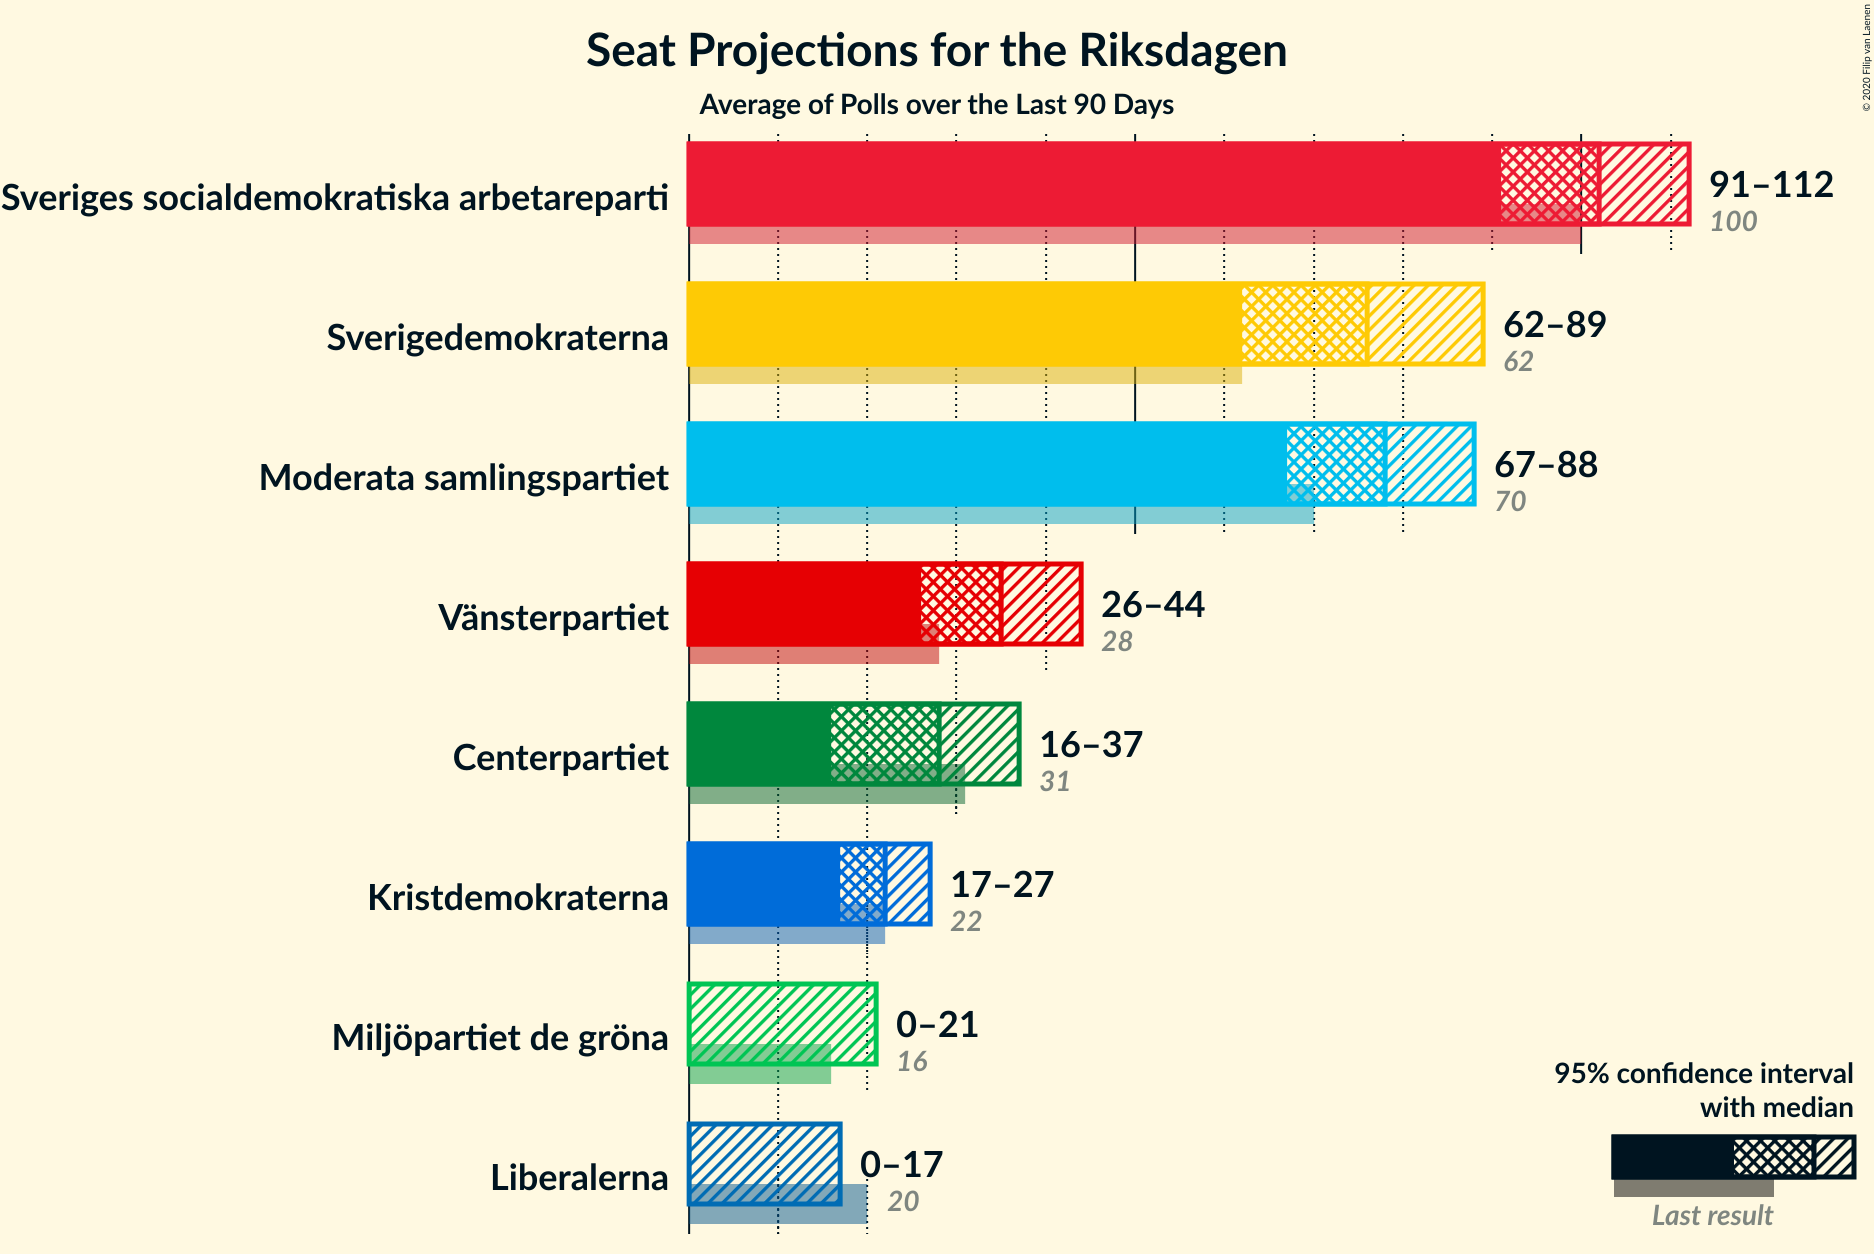 Seat Projections for the Riksdagen
Average of Polls over the Last 90 Days
© 2020 Filip van Laenen
Sveriges socialdemokratiska arbetareparti
91–112
100
Sverigedemokraterna
62–89
62
Moderata samlingspartiet
67–88
70
Vänsterpartiet
26–44
28
Centerpartiet
16–37
31
Kristdemokraterna
17–27
22
Miljöpartiet de gröna
0–21
16
Liberalerna
0–17
20
95% confidence interval
with median
Last result